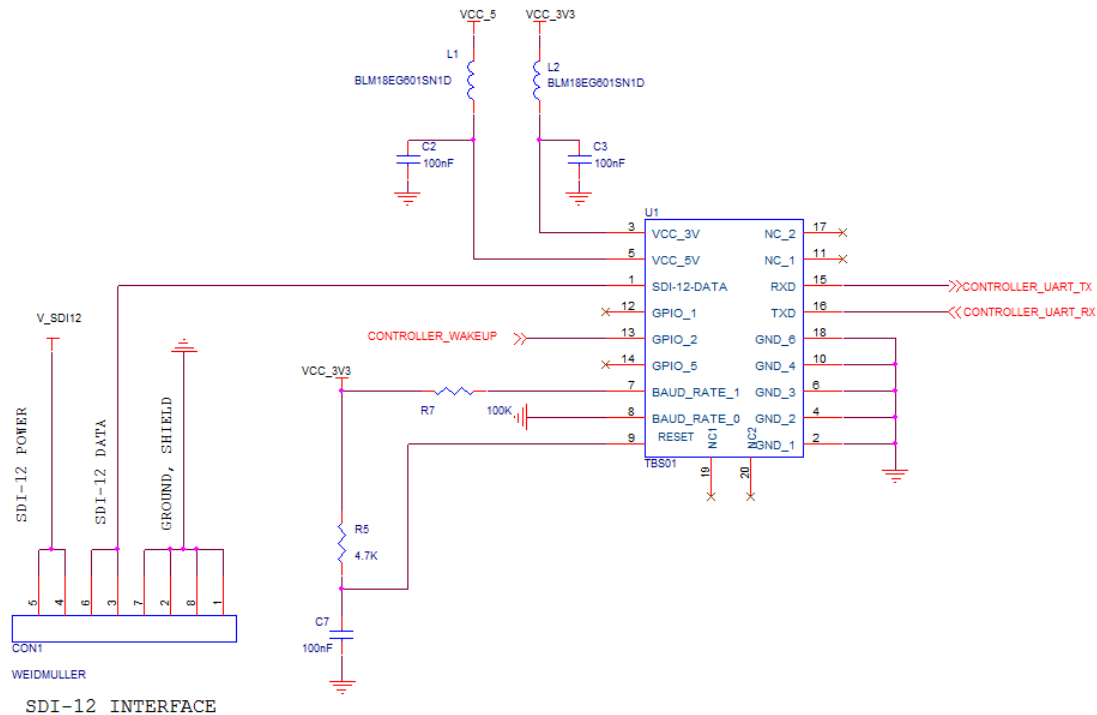 VCC_5
VCC_3V3
L1
BLM18EG601SN1D
L2
BLM18EG601SN1D
C2
100nF
C3
100nF
U1
3 VCC_3V NC_2 17
5 VCC_5V NC_1 11
1 SDI-12-DATA RXD 15 CONTROLLER_UART_TX
12 GPIO_1 TXD 16 CONTROLLER_UART_RX
CONTROLLER_WAKEUP 13 GPIO_2 GND_6 18
14 GPIO_5 GND_4 10
7 BAUD_RATE_1 GND_3 6
8 BAUD_RATE_0 GND_2 4
9 RESET NC1 NC2 GND_1 2
TBS01
19 20
V_SDI12
VCC_3V3
R7 100K
SDI-12 POWER
SDI-12 DATA
GROUND, SHIELD
R5
4.7K
5 4 6 3 7 2 8 1
C7
100nF
CON1
WEIDMULLER
SDI-12 INTERFACE